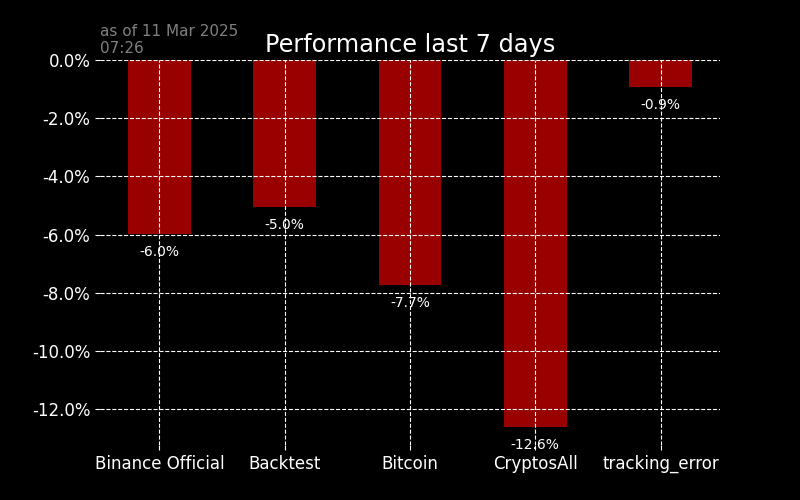 as of 11 Mar 2025
07:26
Performance last 7 days
0.0%
-2.0%
-4.0%
-6.0%
-8.0%
-10.0%
-12.0%
-6.0%
-5.0%
-7.7%
-12.6%
-0.9%
Binance Official
Backtest
Bitcoin
CryptosAll
tracking_error